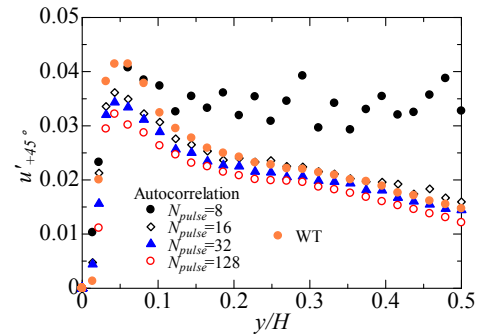 0.05
0.04
0.03
0.02
0.01
0
u'+45°
Autocorrelation
Npulse=8
Npulse=16
Npulse=32
Npulse=128
WT
0 0.1 0.2 0.3 0.4 0.5
y/H